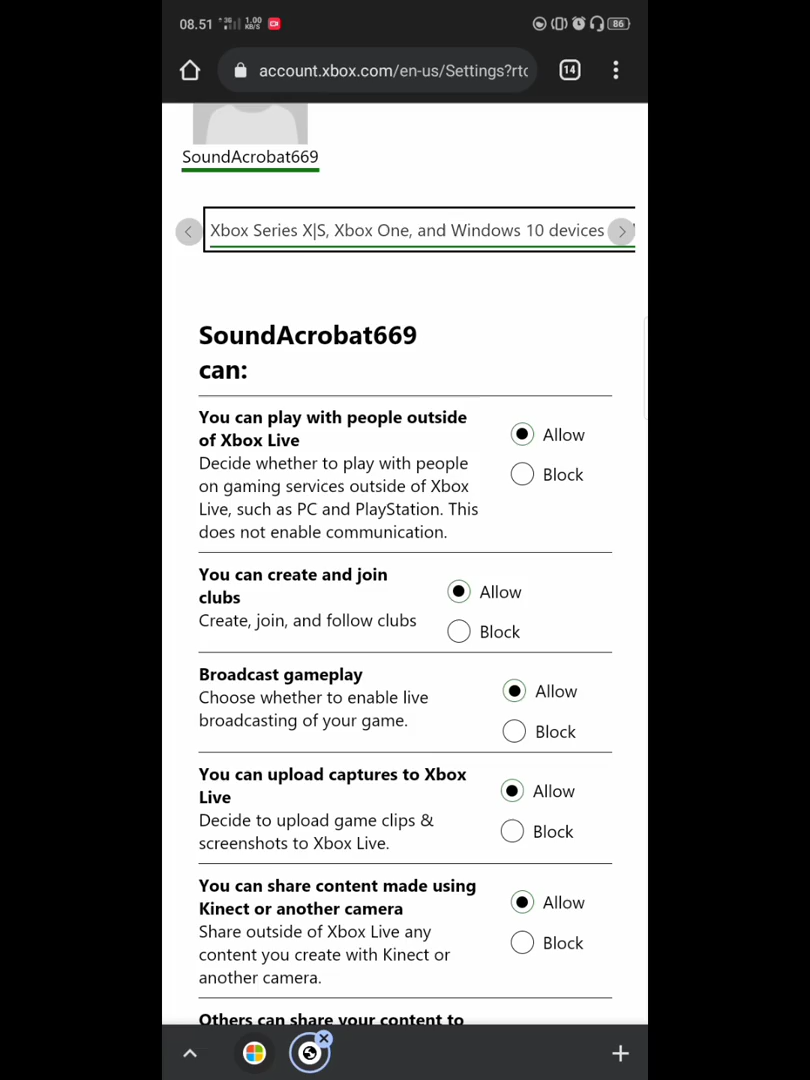 08.51 3G 1.00 KB/S 86
account.xbox.com/en-us/Settings?rtc 14
SoundAcrobat669
Xbox Series X|S, Xbox One, and Windows 10 devices
SoundAcrobat669
can:
You can play with people outside
of Xbox Live
Decide whether to play with people
on gaming services outside of Xbox
Live, such as PC and PlayStation. This
does not enable communication.
Allow
Block
You can create and join
clubs
Create, join, and follow clubs
Allow
Block
Broadcast gameplay
Choose whether to enable live
broadcasting of your game.
Allow
Block
You can upload captures to Xbox
Live
Decide to upload game clips &
screenshots to Xbox Live.
Allow
Block
You can share content made using
Kinect or another camera
Share outside of Xbox Live any
content you create with Kinect or
another camera.
Allow
Block
Others can share your content to